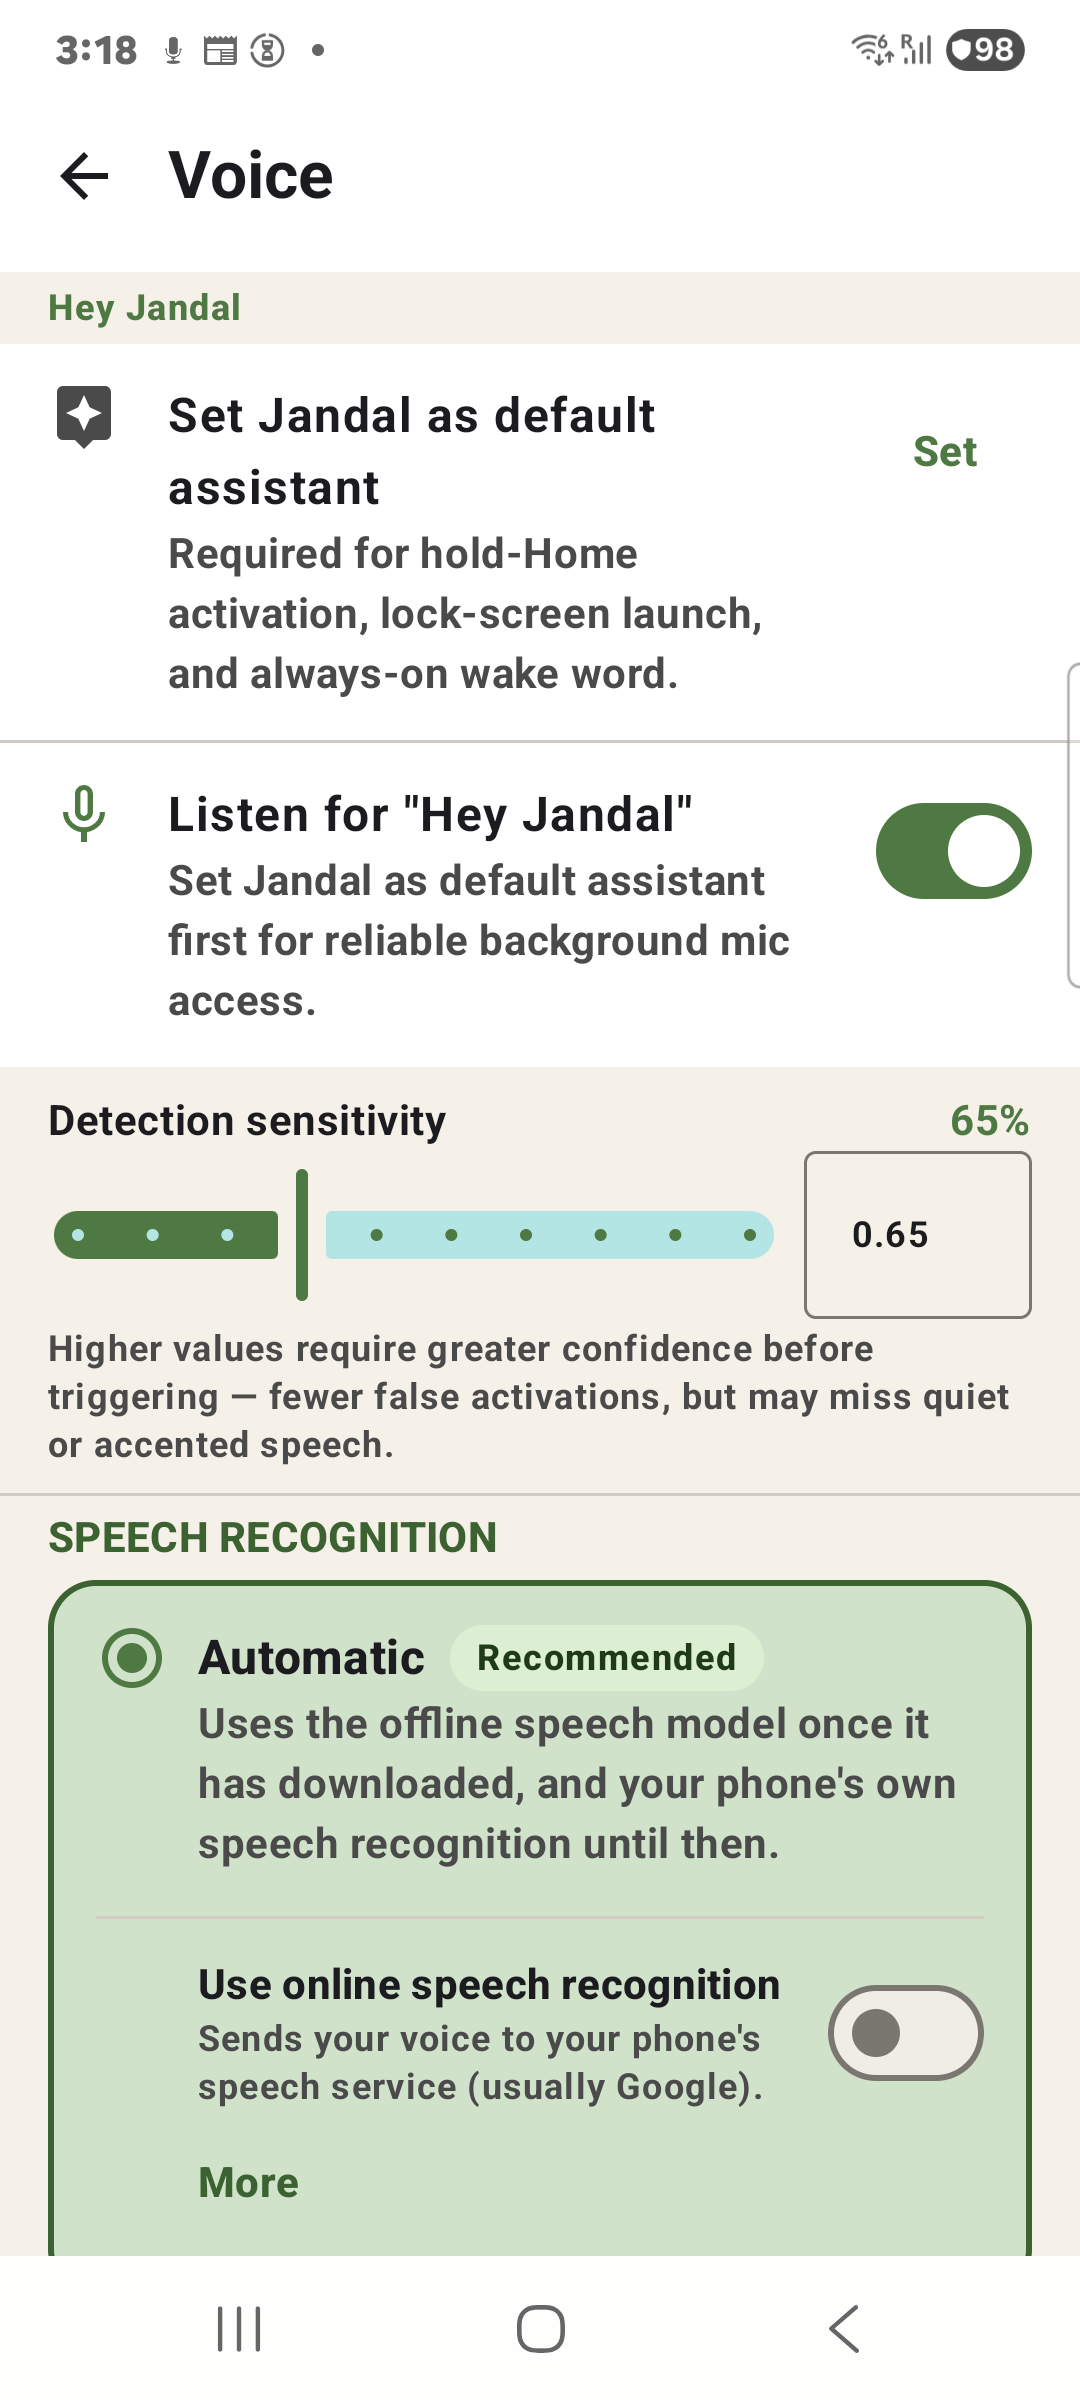 3:18
6
R
98
Voice
Hey Jandal
Set Jandal as default
assistant
Set
Required for hold-Home
activation, lock-screen launch,
and always-on wake word.
Listen for "Hey Jandal"
Set Jandal as default assistant
first for reliable background mic
access.
Detection sensitivity
65%
0.65
Higher values require greater confidence before
triggering — fewer false activations, but may miss quiet
or accented speech.
SPEECH RECOGNITION
Automatic
Recommended
Uses the offline speech model once it
has downloaded, and your phone's own
speech recognition until then.
Use online speech recognition
Sends your voice to your phone's
speech service (usually Google).
More